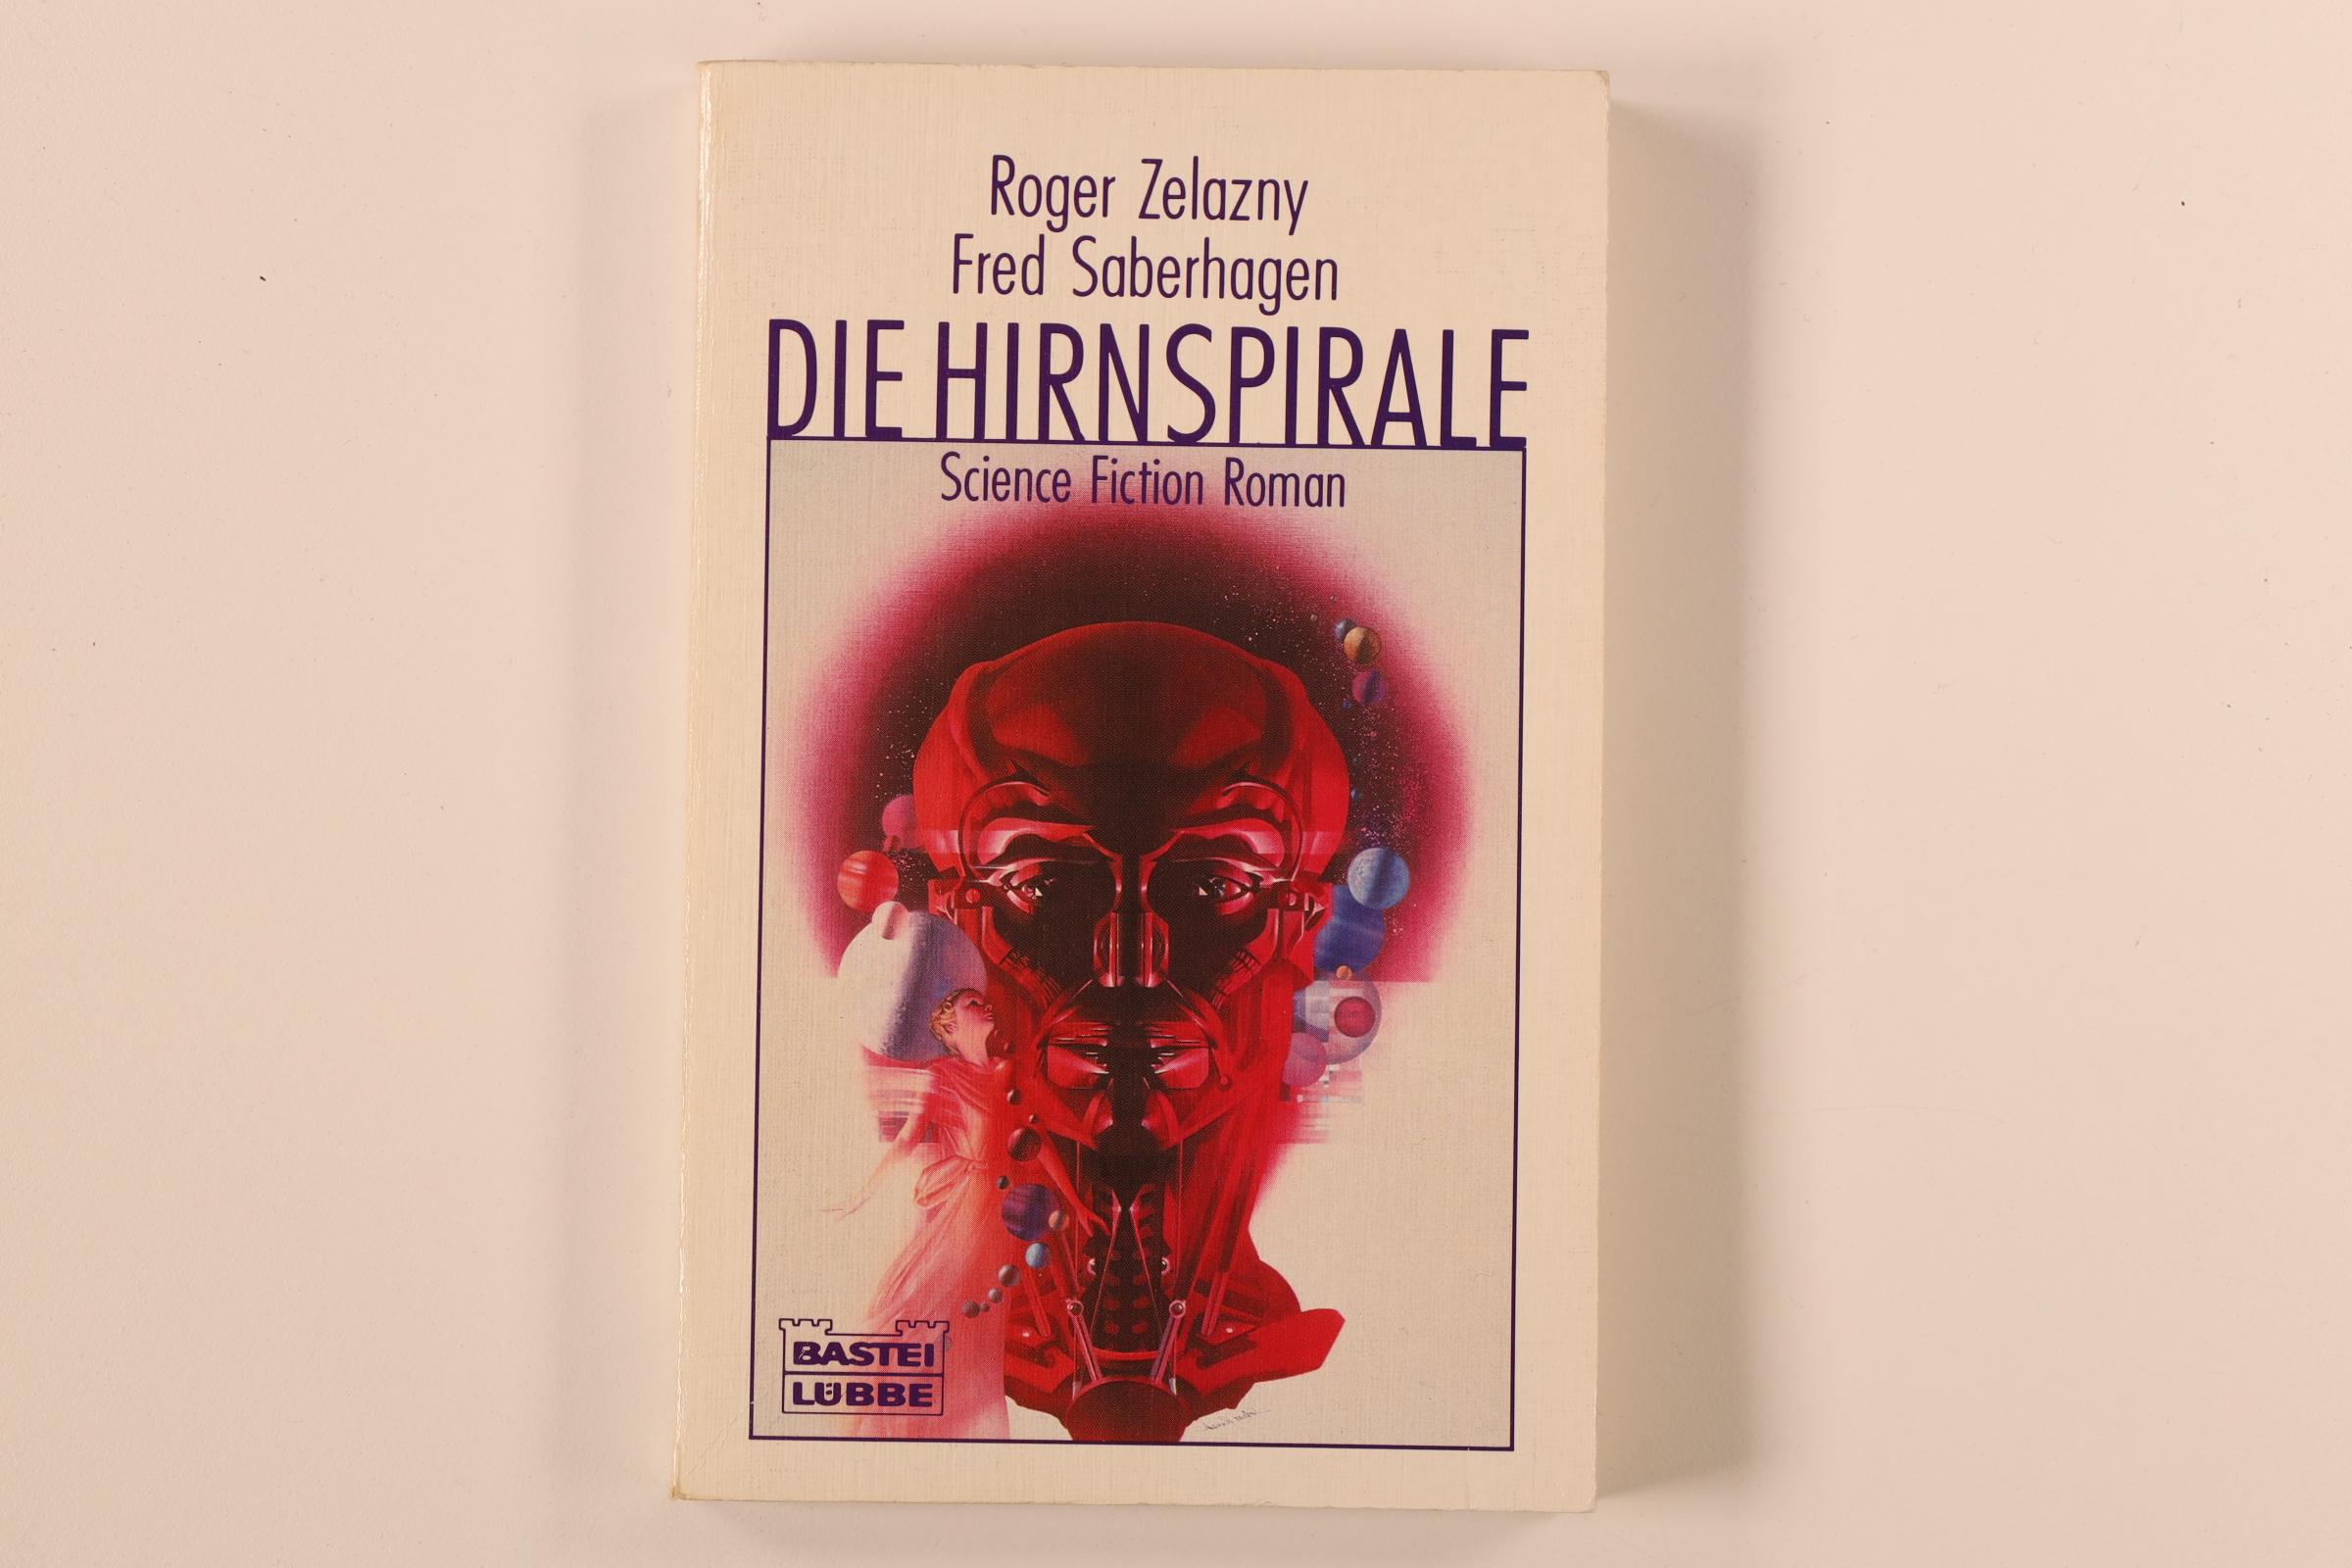 Roger Zelazny
Fred Saberhagen
DIE HIRNSPIRALE
Science Fiction Roman
BASTEI
LÜBBE